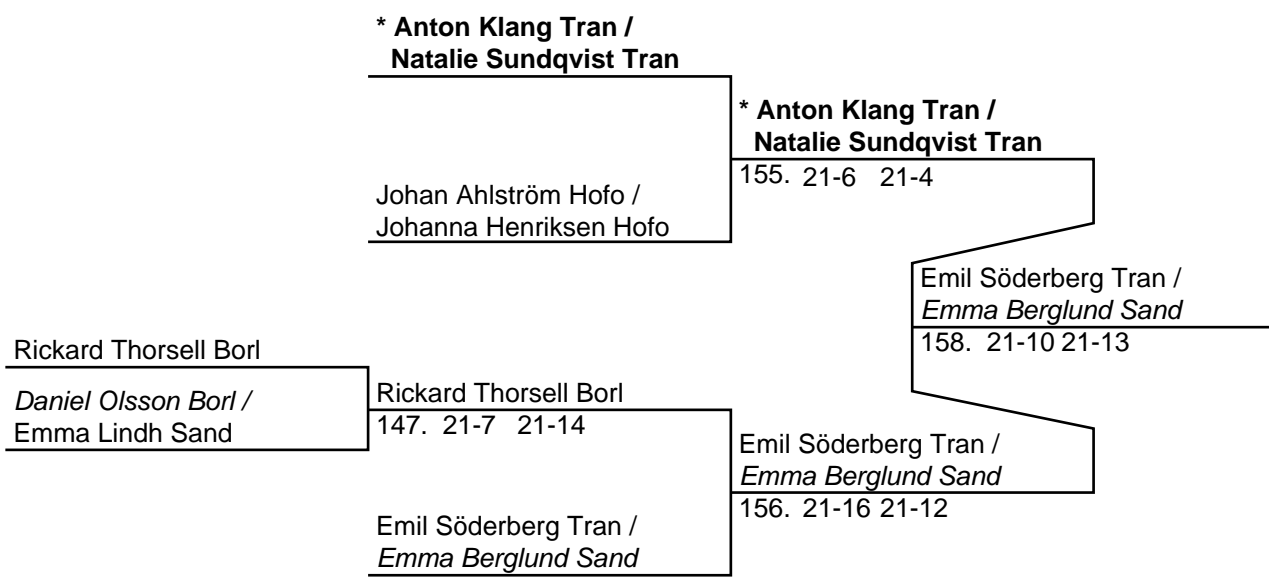 * Anton Klang Tran /
Natalie Sundqvist Tran
* Anton Klang Tran /
Natalie Sundqvist Tran
155. 21-6 21-4
Johan Ahlström Hofo /
Johanna Henriksen Hofo
Emil Söderberg Tran /
Emma Berglund Sand
158. 21-10 21-13
Rickard Thorsell Borl
Daniel Olsson Borl /
Emma Lindh Sand
Rickard Thorsell Borl
147. 21-7 21-14
Emil Söderberg Tran /
Emma Berglund Sand
156. 21-16 21-12
Emil Söderberg Tran /
Emma Berglund Sand